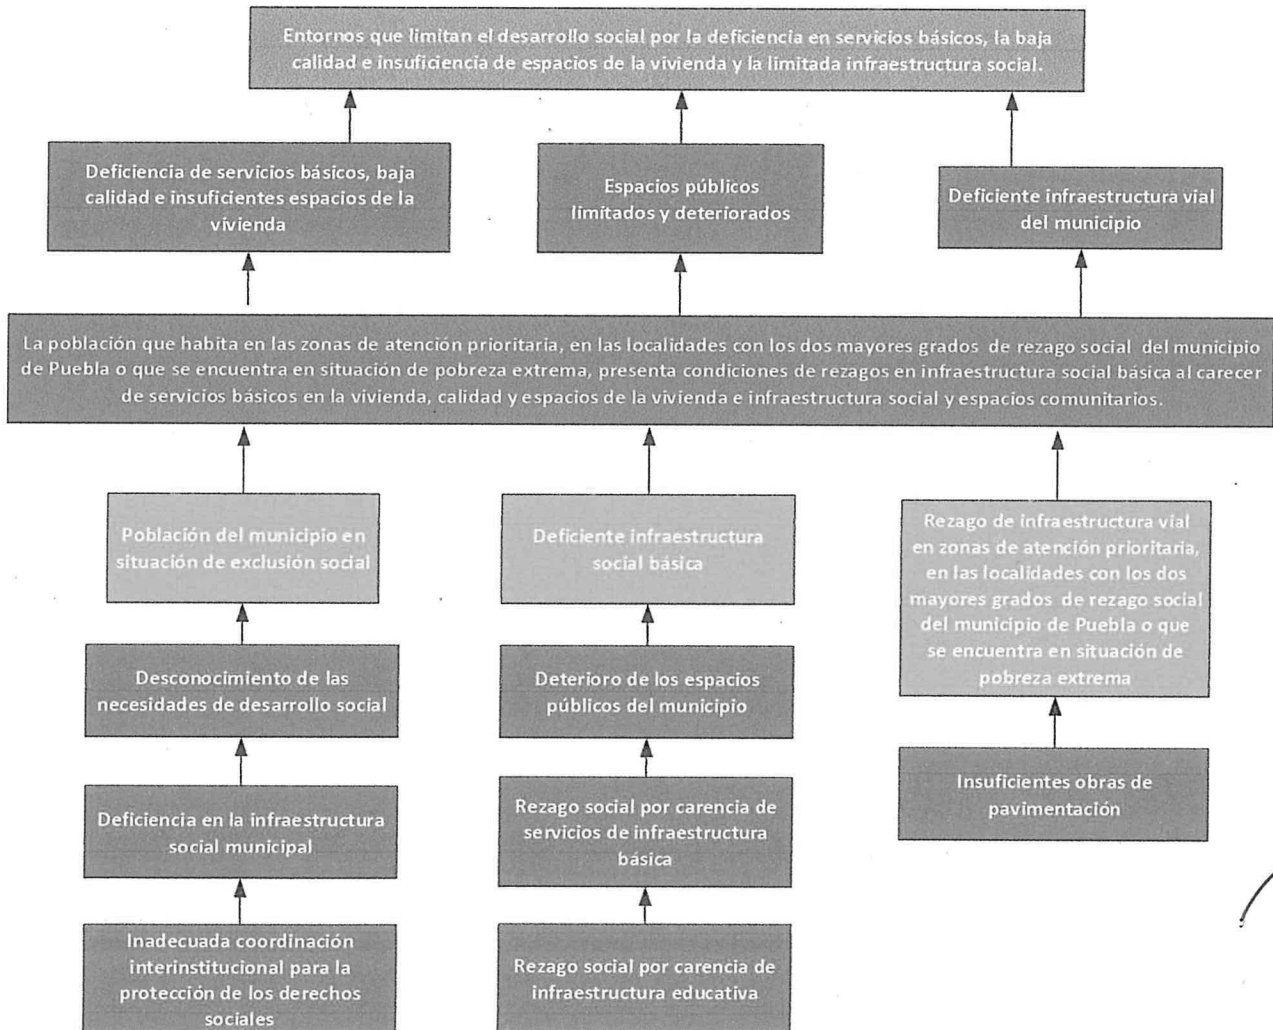 Entornos que limitan el desarrollo social por la deficiencia en servicios básicos, la baja
calidad e insuficiencia de espacios de la vivienda y la limitada infraestructura social.
Deficiencia de servicios básicos, baja
calidad e insuficientes espacios de la
vivienda
Espacios públicos
limitados y deteriorados
Deficiente infraestructura vial
del municipio
La población que habita en las zonas de atención prioritaria, en las localidades con los dos mayores grados de rezago social del municipio
de Puebla o que se encuentra en situación de pobreza extrema, presenta condiciones de rezagos en infraestructura social básica al carecer
de servicios básicos en la vivienda, calidad y espacios de la vivienda e infraestructura social y espacios comunitarios.
Población del municipio en
situación de exclusión social
Desconocimiento de las
necesidades de desarrollo social
Deficiencia en la infraestructura
social municipal
Inadecuada coordinación
interinstitucional para la
protección de los derechos
sociales
Deficiente infraestructura
social básica
Deterioro de los espacios
públicos del municipio
Rezago social por carencia de
servicios de infraestructura
básica
Rezago social por carencia de
infraestructura educativa
Rezago de infraestructura vial
en zonas de atención prioritaria,
en las localidades con los dos
mayores grados de rezago social
del municipio de Puebla o que
se encuentra en situación de
pobreza extrema
Insuficientes obras de
pavimentación